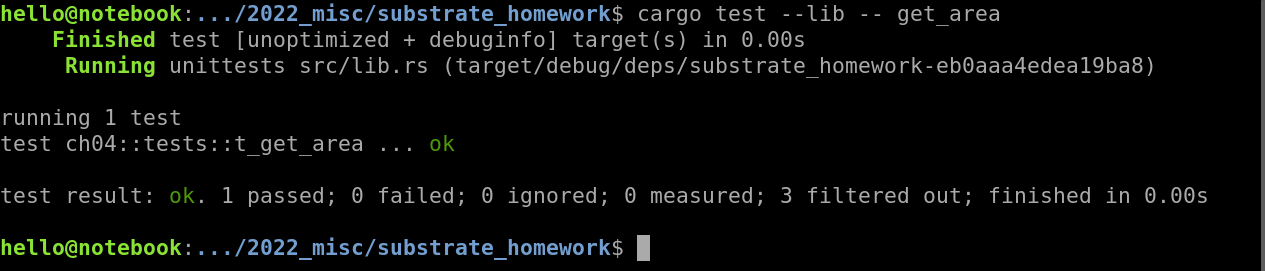 hello@notebook:.../2022_misc/substrate_homework$ cargo test --lib -- get_area
    Finished test [unoptimized + debuginfo] target(s) in 0.00s
     Running unittests src/lib.rs (target/debug/deps/substrate_homework-eb0aaa4edea19ba8)
running 1 test
test ch04::tests::t_get_area ... ok
test result: ok. 1 passed; 0 failed; 0 ignored; 0 measured; 3 filtered out; finished in 0.00s
hello@notebook:.../2022_misc/substrate_homework$